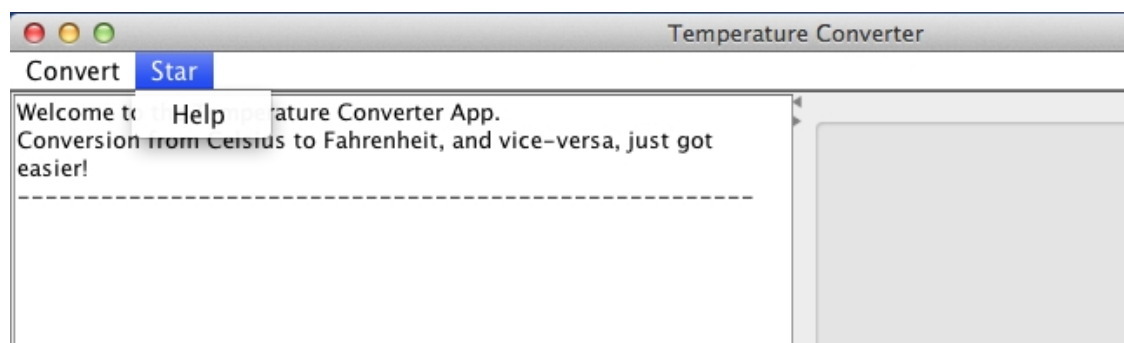 Temperature Converter
Convert Star
Help
Welcome to the Temperature Converter App.
Conversion from Celsius to Fahrenheit, and vice-versa, just got
easier!
-----------------------------------------------------